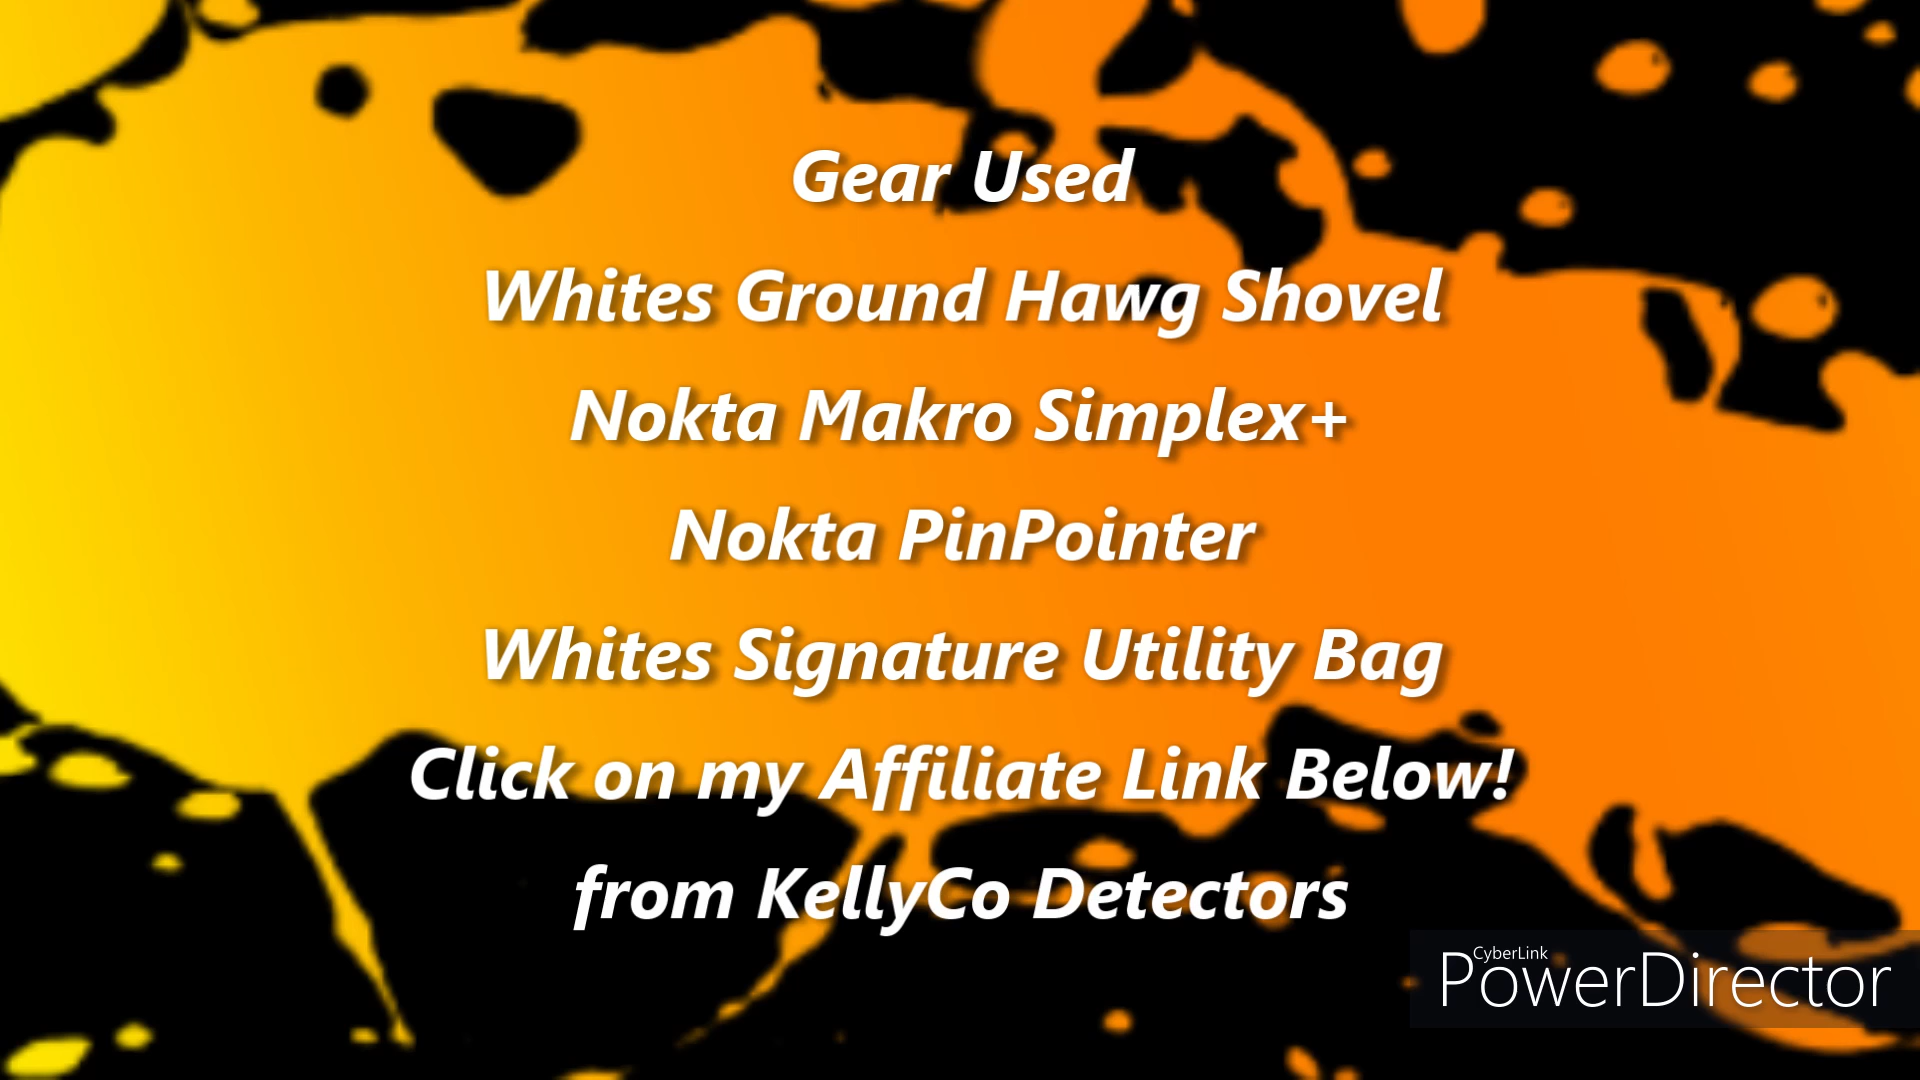 Gear Used
Whites Ground Hawg Shovel
Nokta Makro Simplex+
Nokta PinPointer
Whites Signature Utility Bag
Click on my Affiliate Link Below!
from KellyCo Detectors
CyberLink
PowerDirector